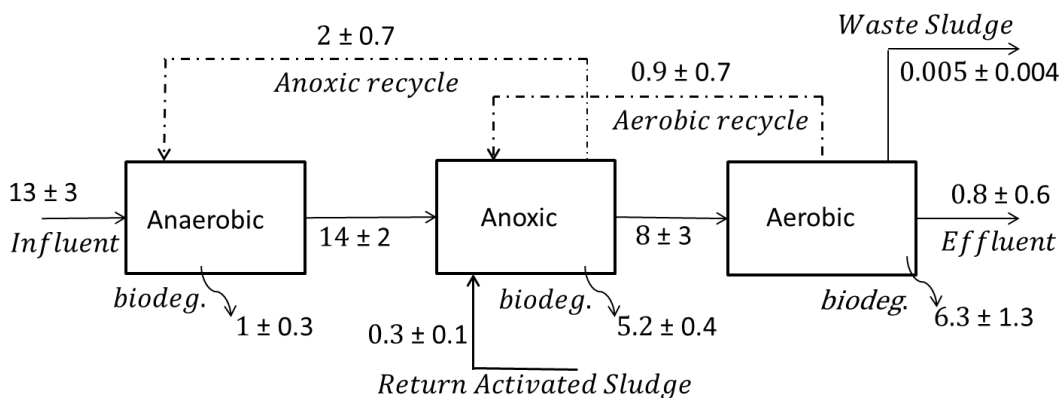 Waste Sludge
2 ± 0.7
0.005 ± 0.004
Anoxic recycle
0.9 ± 0.7
Aerobic recycle
13 ± 3
Influent
Anaerobic
14 ± 2
Anoxic
8 ± 3
Aerobic
0.8 ± 0.6
Effluent
biodeg.
1 ± 0.3
0.3 ± 0.1
biodeg.
5.2 ± 0.4
biodeg.
6.3 ± 1.3
Return Activated Sludge